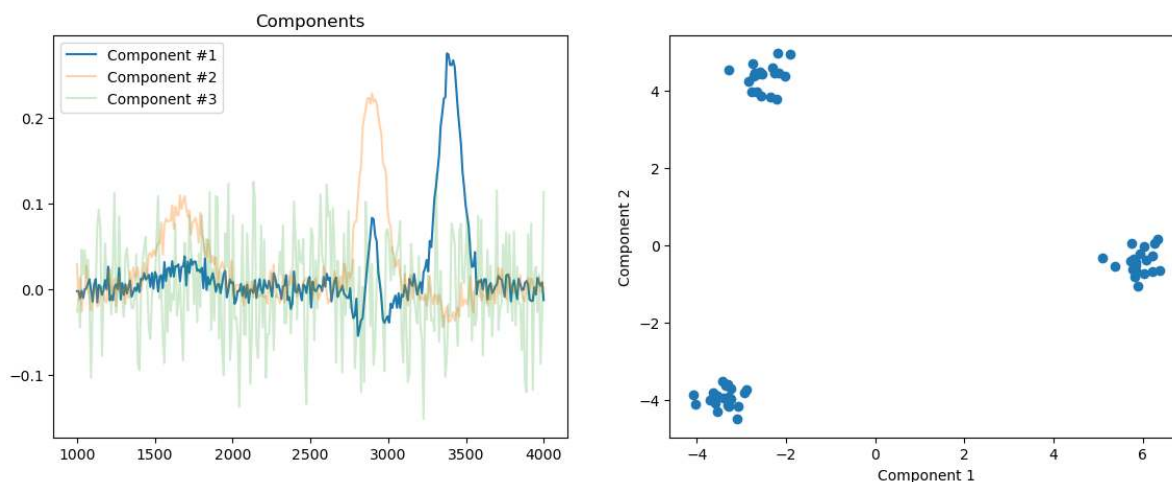 Components
Component #1
Component #2
Component #3
0.2
0.1
0.0
−0.1
1000 1500 2000 2500 3000 3500 4000
Component 2
4
2
0
−2
−4
−4 −2 0 2 4 6
Component 1